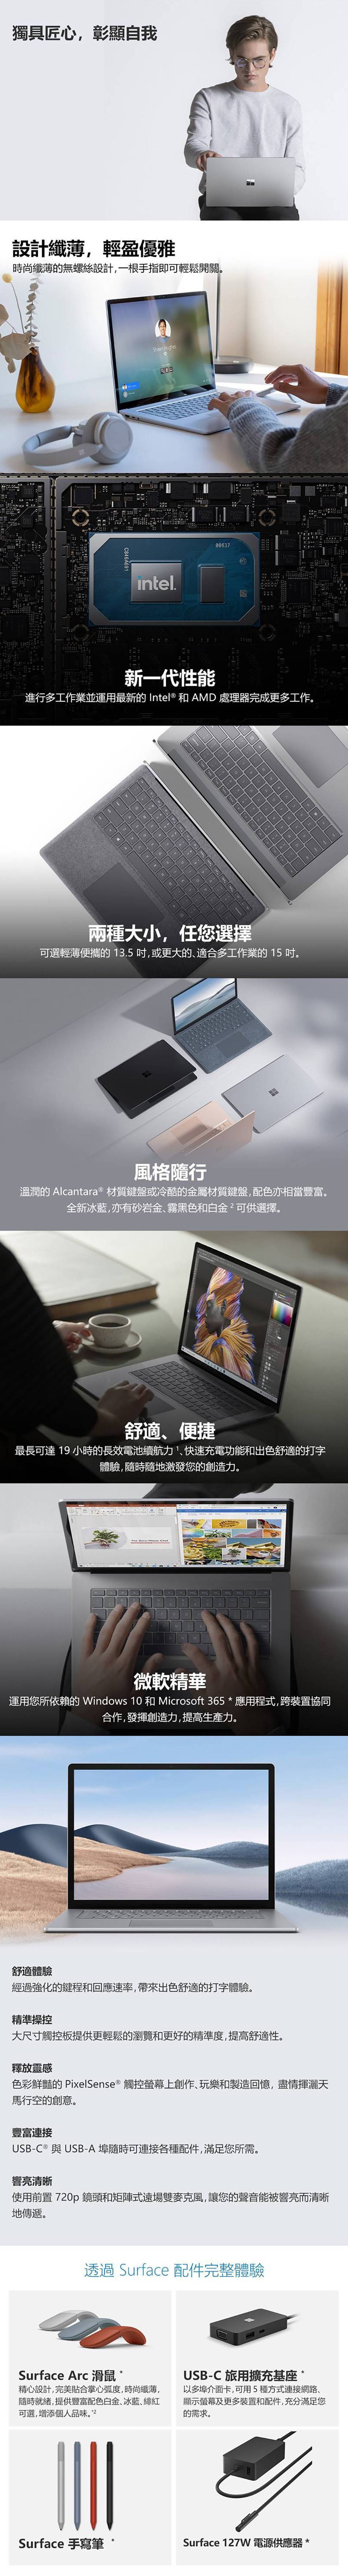 獨具匠心，彰顯自我
設計纖薄，輕盈優雅
時尚纖薄的無螺絲設計，一根手指即可輕鬆開關。
intel.
新一代性能
進行多工作業並運用最新的 Intel® 和 AMD 處理器完成更多工作。
兩種大小，任您選擇
可選輕薄便攜的 13.5 吋，或更大的、適合多工作業的 15 吋。
風格隨行
溫潤的 Alcantara® 材質鍵盤或冷酷的金屬材質鍵盤，配色亦相當豐富。
全新冰藍，亦有砂岩金、霧黑色和白金 ² 可供選擇。
舒適、便捷
最長可達 19 小時的長效電池續航力 ¹、快速充電功能和出色舒適的打字
體驗，隨時隨地激發您的創造力。
微軟精華
運用您所依賴的 Windows 10 和 Microsoft 365 * 應用程式，跨裝置協同
合作，發揮創造力，提高生產力。
舒適體驗
經過強化的鍵程和回應速率，帶來出色舒適的打字體驗。
精準操控
大尺寸觸控板提供更輕鬆的瀏覽和更好的精準度，提高舒適性。
釋放靈感
色彩鮮豔的 PixelSense® 觸控螢幕上創作、玩樂和製造回憶，盡情揮灑天
馬行空的創意。
豐富連接
USB-C® 與 USB-A 埠隨時可連接各種配件，滿足您所需。
響亮清晰
使用前置 720p 鏡頭和矩陣式遠場雙麥克風，讓您的聲音能被響亮而清晰
地傳遞。
透過 Surface 配件完整體驗
Surface Arc 滑鼠 *
精心設計，完美貼合掌心弧度，時尚纖薄，
隨時就緒，提供豐富配色白金、冰藍、緋紅
可選，增添個人品味。*²
USB-C 旅用擴充基座 *
以多埠介面卡，可用 5 種方式連接網路、
顯示螢幕及更多裝置和配件，充分滿足您
的需求。
Surface 手寫筆 *
Surface 127W 電源供應器 *